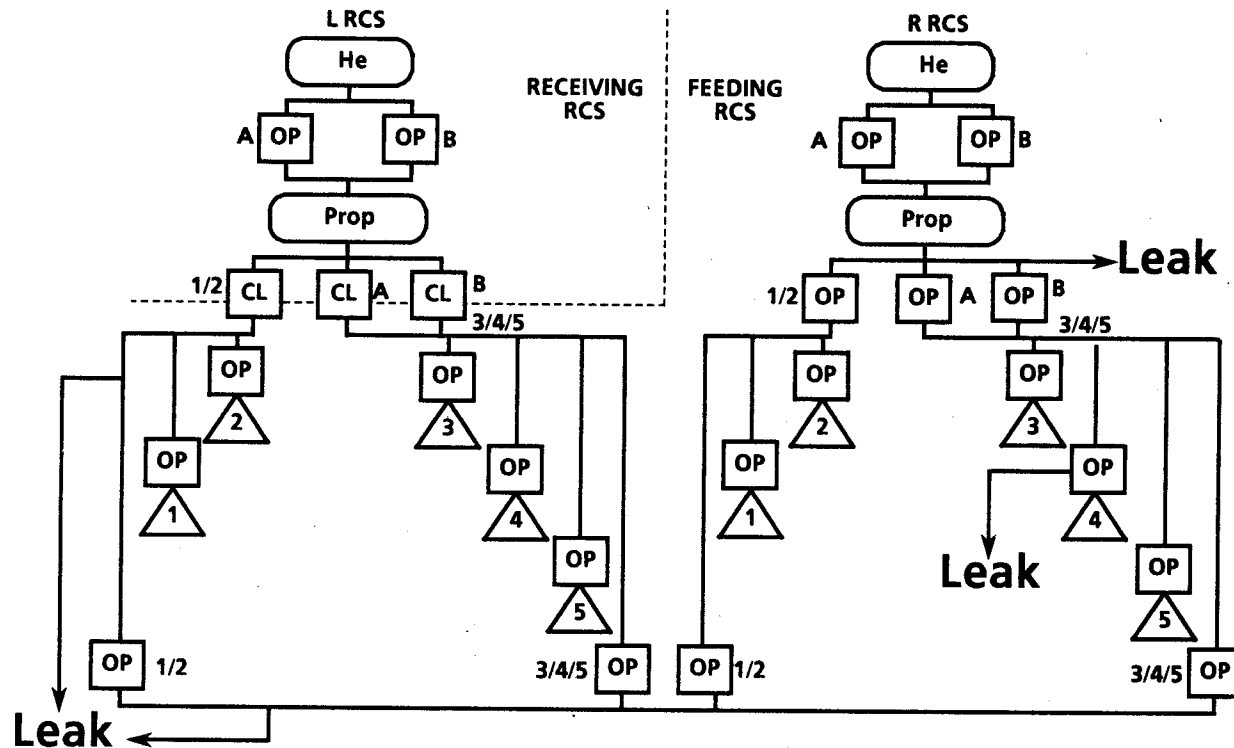 L RCS
R RCS
He
He
RECEIVING
RCS
FEEDING
RCS
A OP OP B
A OP OP B
Prop
Prop
Leak
1/2 CL CL A CL B
1/2 OP OP A OP B
3/4/5
3/4/5
OP OP
OP OP
2 3
2 3
OP OP
OP OP
1 4
1 4
OP
OP
Leak
5
5
OP 1/2
3/4/5 OP
OP 1/2
3/4/5 OP
Leak